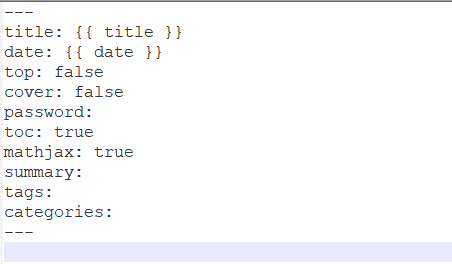 ---
title: {{ title }}
date: {{ date }}
top: false
cover: false
password:
toc: true
mathjax: true
summary:
tags:
categories:
---